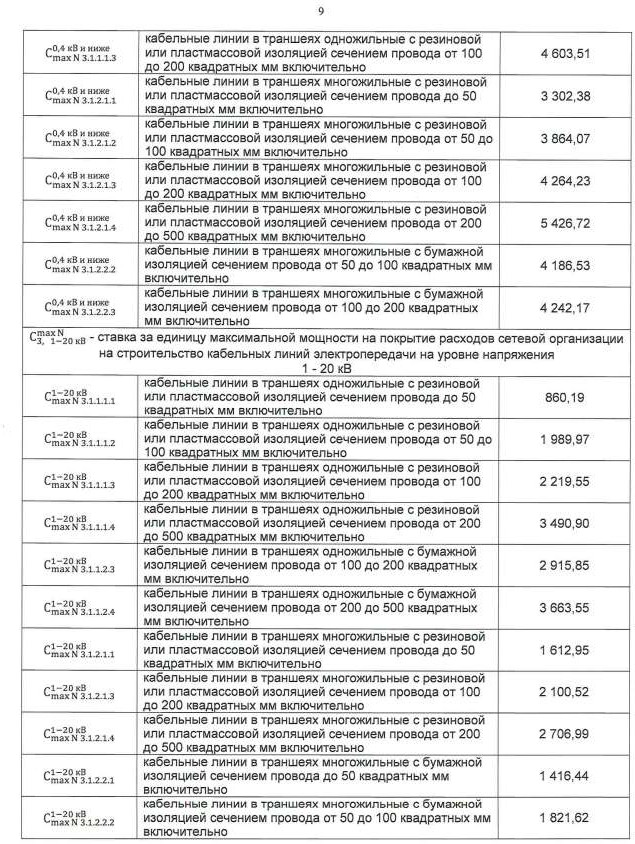 9
C 0,4 кВ и ниже max N 3.1.1.1.3
кабельные линии в траншеях одножильные с резиновой
или пластмассовой изоляцией сечением провода от 100
до 200 квадратных мм включительно
4 603,51
C 0,4 кВ и ниже max N 3.1.2.1.1
кабельные линии в траншеях многожильные с резиновой
или пластмассовой изоляцией сечением провода до 50
квадратных мм включительно
3 302,38
C 0,4 кВ и ниже max N 3.1.2.1.2
кабельные линии в траншеях многожильные с резиновой
или пластмассовой изоляцией сечением провода от 50 до
100 квадратных мм включительно
3 864,07
C 0,4 кВ и ниже max N 3.1.2.1.3
кабельные линии в траншеях многожильные с резиновой
или пластмассовой изоляцией сечением провода от 100
до 200 квадратных мм включительно
4 264,23
C 0,4 кВ и ниже max N 3.1.2.1.4
кабельные линии в траншеях многожильные с резиновой
или пластмассовой изоляцией сечением провода от 200
до 500 квадратных мм включительно
5 426,72
C 0,4 кВ и ниже max N 3.1.2.2.2
кабельные линии в траншеях многожильные с бумажной
изоляцией сечением провода от 50 до 100 квадратных мм
включительно
4 186,53
C 0,4 кВ и ниже max N 3.1.2.2.3
кабельные линии в траншеях многожильные с бумажной
изоляцией сечением провода от 100 до 200 квадратных
мм включительно
4 242,17
C max N 3, 1–20 кВ - ставка за единицу максимальной мощности на покрытие расходов сетевой организации
на строительство кабельных линий электропередачи на уровне напряжения
1 - 20 кВ
C 1–20 кВ max N 3.1.1.1.1
кабельные линии в траншеях одножильные с резиновой
или пластмассовой изоляцией сечением провода до 50
квадратных мм включительно
860,19
C 1–20 кВ max N 3.1.1.1.2
кабельные линии в траншеях одножильные с резиновой
или пластмассовой изоляцией сечением провода от 50 до
100 квадратных мм включительно
1 989,97
C 1–20 кВ max N 3.1.1.1.3
кабельные линии в траншеях одножильные с резиновой
или пластмассовой изоляцией сечением провода от 100
до 200 квадратных мм включительно
2 219,55
C 1–20 кВ max N 3.1.1.1.4
кабельные линии в траншеях одножильные с резиновой
или пластмассовой изоляцией сечением провода от 200
до 500 квадратных мм включительно
3 490,90
C 1–20 кВ max N 3.1.1.2.3
кабельные линии в траншеях одножильные с бумажной
изоляцией сечением провода от 100 до 200 квадратных
мм включительно
2 915,85
C 1–20 кВ max N 3.1.1.2.4
кабельные линии в траншеях одножильные с бумажной
изоляцией сечением провода от 200 до 500 квадратных
мм включительно
3 663,55
C 1–20 кВ max N 3.1.2.1.1
кабельные линии в траншеях многожильные с резиновой
или пластмассовой изоляцией сечением провода до 50
квадратных мм включительно
1 612,95
C 1–20 кВ max N 3.1.2.1.3
кабельные линии в траншеях многожильные с резиновой
или пластмассовой изоляцией сечением провода от 100
до 200 квадратных мм включительно
2 100,52
C 1–20 кВ max N 3.1.2.1.4
кабельные линии в траншеях многожильные с резиновой
или пластмассовой изоляцией сечением провода от 200
до 500 квадратных мм включительно
2 706,99
C 1–20 кВ max N 3.1.2.2.1
кабельные линии в траншеях многожильные с бумажной
изоляцией сечением провода до 50 квадратных мм
включительно
1 416,44
C 1–20 кВ max N 3.1.2.2.2
кабельные линии в траншеях многожильные с бумажной
изоляцией сечением провода от 50 до 100 квадратных мм
включительно
1 821,62